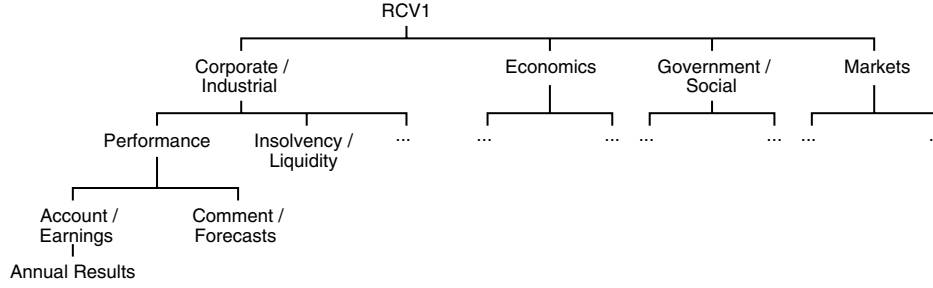 RCV1
Corporate /
Industrial
Economics
Government /
Social
Markets
Performance
Insolvency /
Liquidity
...
...
...
...
...
...
Account /
Earnings
Comment /
Forecasts
Annual Results